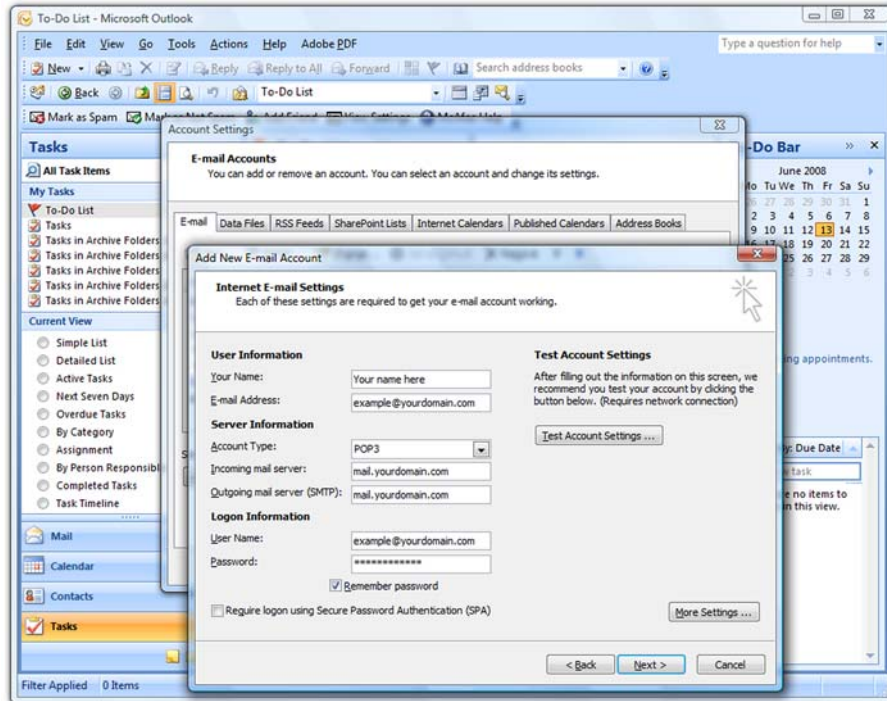 To-Do List - Microsoft Outlook
File Edit View Go Tools Actions Help Adobe PDF
Type a question for help
New Reply Reply to All Forward Search address books
Back To-Do List
Mark as Spam
Account Settings
E-mail Accounts
You can add or remove an account. You can select an account and change its settings.
E-mail Data Files RSS Feeds SharePoint Lists Internet Calendars Published Calendars Address Books
Tasks
All Task Items
My Tasks
To-Do List
Tasks
Tasks in Archive Folders
Tasks in Archive Folders
Tasks in Archive Folders
Tasks in Archive Folders
Tasks in Archive Folders
Current View
Simple List
Detailed List
Active Tasks
Next Seven Days
Overdue Tasks
By Category
Assignment
By Person Responsibl
Completed Tasks
Task Timeline
Mail
Calendar
Contacts
Tasks
Filter Applied 0 Items
Add New E-mail Account
Internet E-mail Settings
Each of these settings are required to get your e-mail account working.
User Information
Your Name: Your name here
E-mail Address: example@yourdomain.com
Server Information
Account Type: POP3
Incoming mail server: mail.yourdomain.com
Outgoing mail server (SMTP): mail.yourdomain.com
Logon Information
User Name: example@yourdomain.com
Password: ************
Remember password
Require logon using Secure Password Authentication (SPA)
Test Account Settings
After filling out the information on this screen, we
recommend you test your account by clicking the
button below. (Requires network connection)
Test Account Settings ...
More Settings ...
< Back Next > Cancel
-Do Bar
June 2008
Mo Tu We Th Fr Sa Su
26 27 28 29 30 31 1
2 3 4 5 6 7 8
9 10 11 12 13 14 15
16 17 18 19 20 21 22
25 26 27 28 29
2 3 4 5 6
ng appointments.
y: Due Date
task
e no items to
in this view.